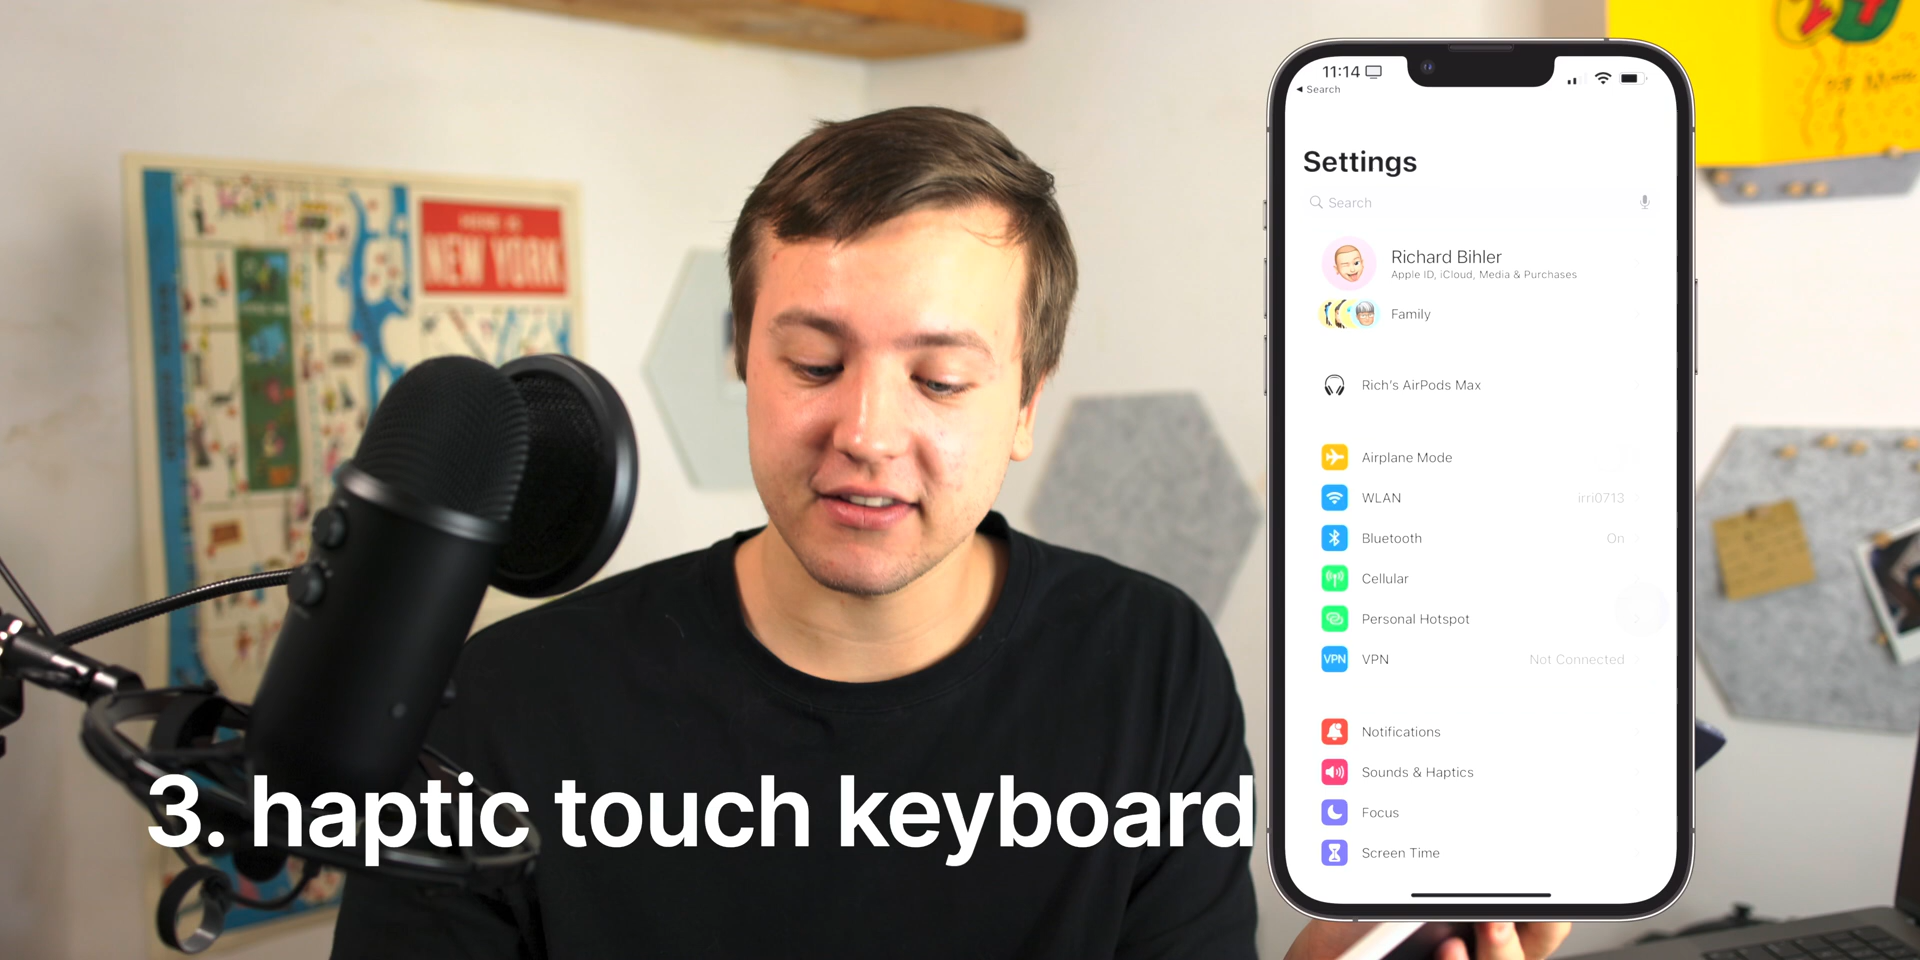 NEW YORK
3. haptic touch keyboard
11:14
Search
Settings
Search
Richard Bihler
Apple ID, iCloud, Media & Purchases
Family
Rich's AirPods Max
Airplane Mode
WLAN irri0713
Bluetooth On
Cellular
Personal Hotspot
VPN VPN Not Connected
Notifications
Sounds & Haptics
Focus
Screen Time